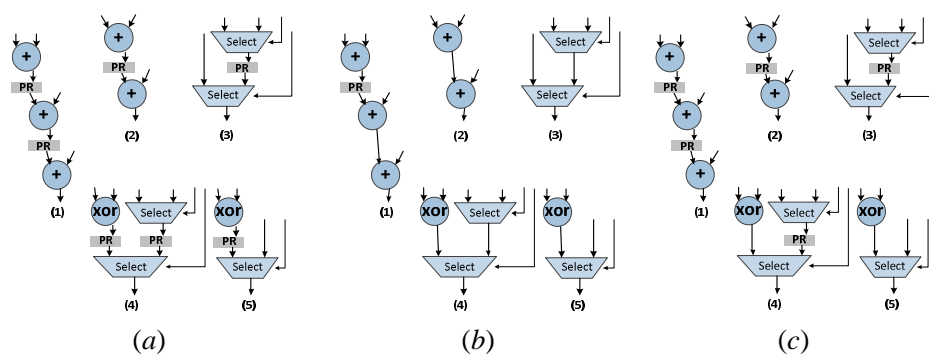 + + Select
PR PR PR
+ + Select
(2) (3)
PR
+
(1)
xor Select xor
PR PR PR
Select Select
(4) (5)
(a)
+ + Select
PR
+ + Select
(2) (3)
+
(1)
xor Select xor
Select Select
(4) (5)
(b)
+ + Select
PR PR PR
+ + Select
(2) (3)
PR
+
(1)
xor Select xor
PR
Select Select
(4) (5)
(c)